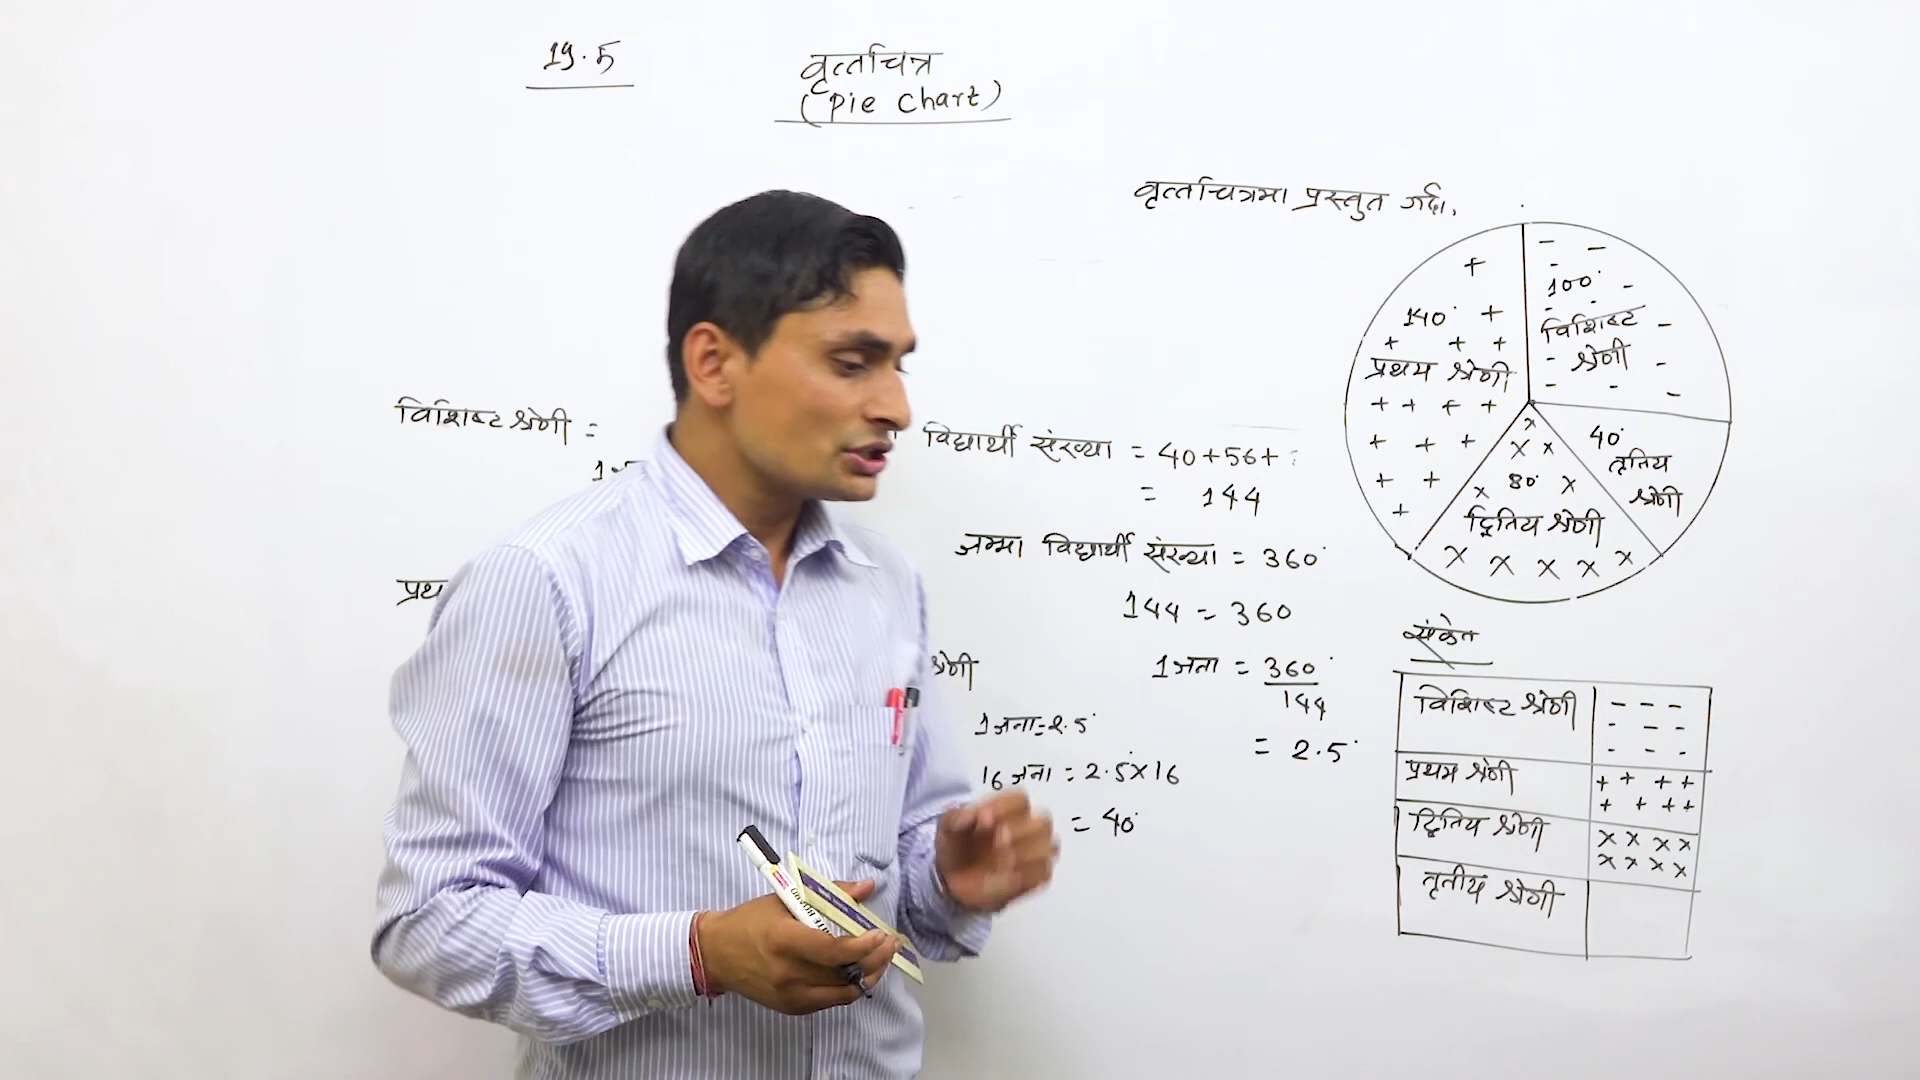 19.5
वृत्तचित्र
(Pie Chart)
वृत्तचित्रमा प्रस्तुत गर्दा,
विशिष्ट श्रेणी =
विद्यार्थी संख्या = 40+56+
= 144
जम्मा विद्यार्थी संख्या = 360°
144 = 360
1 जना = 360°
144
= 2.5°
श्रेणी
1 जना = 2.5°
16 जना = 2.5×16
= 40°
100°
विशिष्ट
श्रेणी
140°
प्रथम श्रेणी
40°
तृतिय
श्रेणी
80°
द्वितिय श्रेणी
संकेत
विशिष्ट श्रेणी
प्रथम श्रेणी
द्वितिय श्रेणी
तृतीय श्रेणी